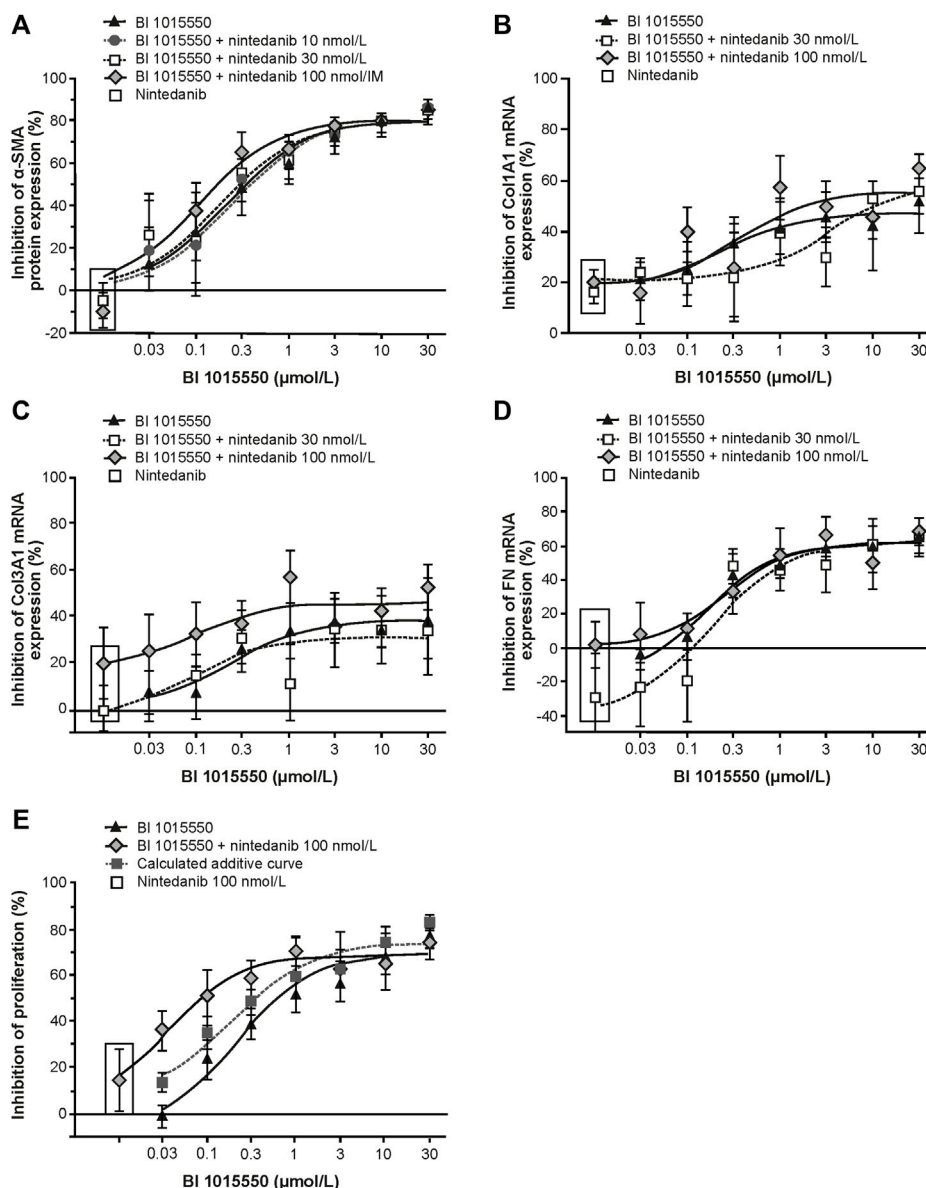 A
BI 1015550
BI 1015550 + nintedanib 10 nmol/L
BI 1015550 + nintedanib 30 nmol/L
BI 1015550 + nintedanib 100 nmol/IM
Nintedanib
Inhibition of α-SMA
protein expression (%)
100
80
60
40
20
0
-20
0.03 0.1 0.3 1 3 10 30
BI 1015550 (µmol/L)
B
BI 1015550
BI 1015550 + nintedanib 30 nmol/L
BI 1015550 + nintedanib 100 nmol/L
Nintedanib
Inhibition of Col1A1 mRNA
expression (%)
100
80
60
40
20
0
0.03 0.1 0.3 1 3 10 30
BI 1015550 (µmol/L)
C
BI 1015550
BI 1015550 + nintedanib 30 nmol/L
BI 1015550 + nintedanib 100 nmol/L
Nintedanib
Inhibition of Col3A1 mRNA
expression (%)
100
80
60
40
20
0
0.03 0.1 0.3 1 3 10 30
BI 1015550 (µmol/L)
D
BI 1015550
BI 1015550 + nintedanib 30 nmol/L
BI 1015550 + nintedanib 100 nmol/L
Nintedanib
Inhibition of FN mRNA
expression (%)
100
80
60
40
20
0
-20
-40
0.03 0.1 0.3 1 3 10 30
BI 1015550 (µmol/L)
E
BI 1015550
BI 1015550 + nintedanib 100 nmol/L
Calculated additive curve
Nintedanib 100 nmol/L
Inhibition of proliferation (%)
100
80
60
40
20
0
0.03 0.1 0.3 1 3 10 30
BI 1015550 (µmol/L)